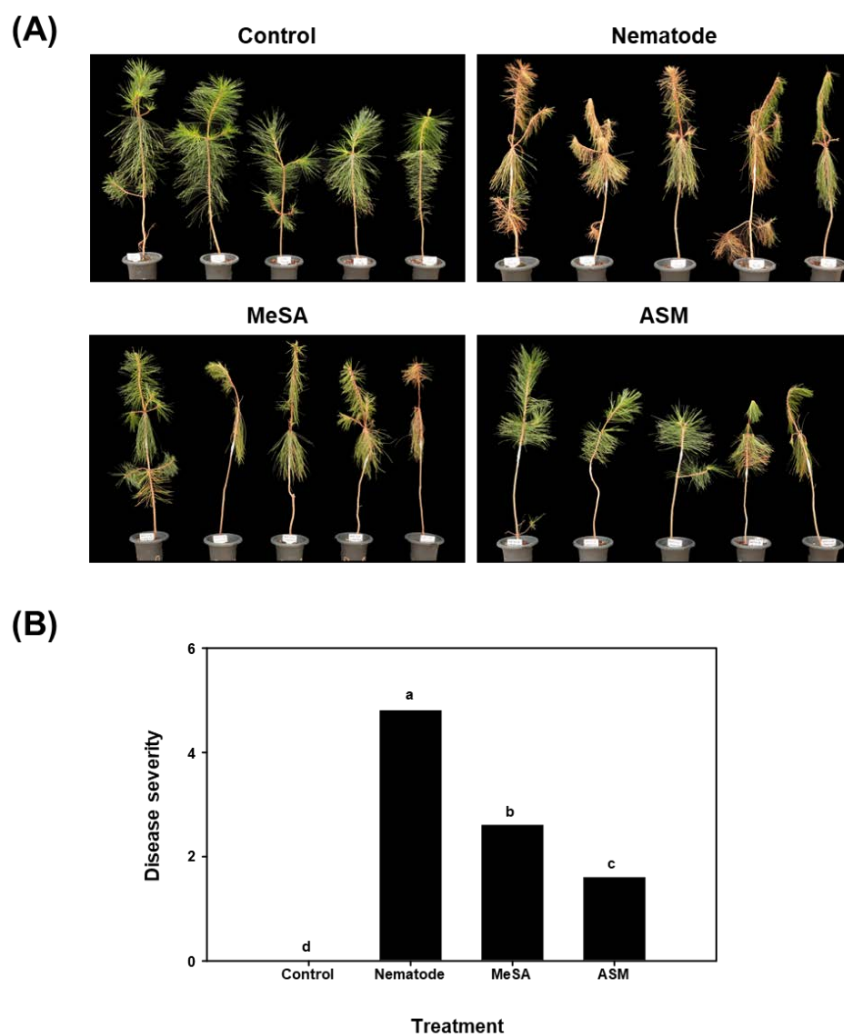 (A)
Control
Nematode
MeSA
ASM
(B)
6
4
2
0
Disease severity
a
b
c
d
Control
Nematode
MeSA
ASM
Treatment